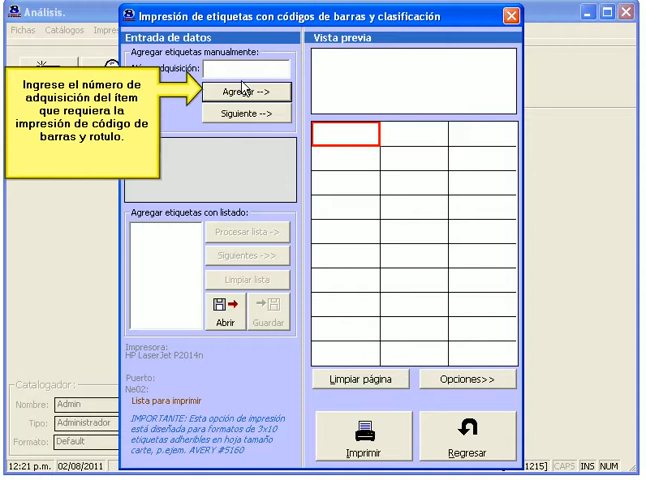 Análisis.
Fichas Catálogos
Impresión de etiquetas con códigos de barras y clasificación
Entrada de datos
Agregar etiquetas manualmente:
adquisición:
Agregar -->
Siguiente -->
Ingrese el número de
adquisición del ítem
que requiera la
impresión de código de
barras y rotulo.
Agregar etiquetas con listado:
Procesar lista ->
Siguientes ->>
Limpiar lista
Abrir
Guardar
Impresora:
HP LaserJet P2014n
Puerto:
Ne02:
Lista para imprimir
IMPORTANTE: Esta opción de impresión
está diseñada para formatos de 3x10
etiquetas adheribles en hoja tamaño
carte, p.ejem. AVERY #5160
Vista previa
Limpiar página
Opciones>>
Imprimir
Regresar
Catalogador:
Nombre: Admin
Tipo: Administrador
Formato: Default
12:21 p.m. 02/08/2011
1215] CAPS INS NUM